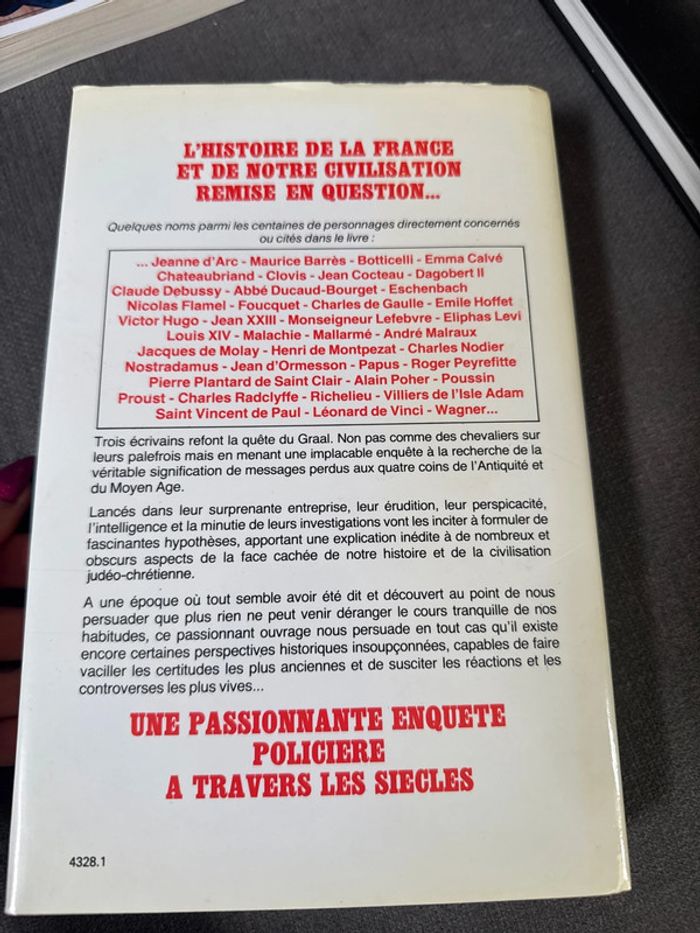 L'HISTOIRE DE LA FRANCE
ET DE NOTRE CIVILISATION
REMISE EN QUESTION...
Quelques noms parmi les centaines de personnages directement concernés
ou cités dans le livre :
... Jeanne d'Arc - Maurice Barrès - Botticelli - Emma Calvé
Chateaubriand - Clovis - Jean Cocteau - Dagobert II
Claude Debussy - Abbé Ducaud-Bourget - Eschenbach
Nicolas Flamel - Foucquet - Charles de Gaulle - Emile Hoffet
Victor Hugo - Jean XXIII - Monseigneur Lefebvre - Eliphas Levi
Louis XIV - Malachie - Mallarmé - André Malraux
Jacques de Molay - Henri de Montpezat - Charles Nodier
Nostradamus - Jean d'Ormesson - Papus - Roger Peyrefitte
Pierre Plantard de Saint Clair - Alain Poher - Poussin
Proust - Charles Radclyffe - Richelieu - Villiers de l'Isle Adam
Saint Vincent de Paul - Léonard de Vinci - Wagner...
Trois écrivains refont la quête du Graal. Non pas comme des chevaliers sur
leurs palefrois mais en menant une implacable enquête à la recherche de la
véritable signification de messages perdus aux quatre coins de l'Antiquité et
du Moyen Age.
Lancés dans leur surprenante entreprise, leur érudition, leur perspicacité,
l'intelligence et la minutie de leurs investigations vont les inciter à formuler de
fascinantes hypothèses, apportant une explication inédite à de nombreux et
obscurs aspects de la face cachée de notre histoire et de la civilisation
judéo-chrétienne.
A une époque où tout semble avoir été dit et découvert au point de nous
persuader que plus rien ne peut venir déranger le cours tranquille de nos
habitudes, ce passionnant ouvrage nous persuade en tout cas qu'il existe
encore certaines perspectives historiques insoupçonnées, capables de faire
vaciller les certitudes les plus anciennes et de susciter les réactions et les
controverses les plus vives...
UNE PASSIONNANTE ENQUETE
POLICIERE
A TRAVERS LES SIECLES
4328.1